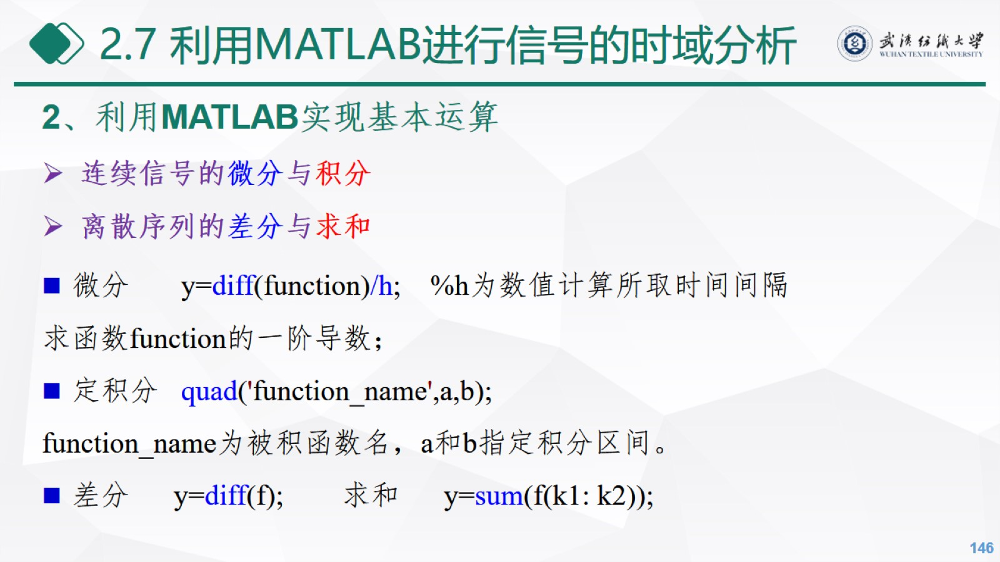 2.7 利用MATLAB进行信号的时域分析
武汉纺织大学
WUHAN TEXTILE UNIVERSITY
2、利用MATLAB实现基本运算
➢ 连续信号的微分与积分
➢ 离散序列的差分与求和
■ 微分 y=diff(function)/h; %h为数值计算所取时间间隔
求函数function的一阶导数；
■ 定积分 quad('function_name',a,b);
function_name为被积函数名，a和b指定积分区间。
■ 差分 y=diff(f); 求和 y=sum(f(k1: k2));
146